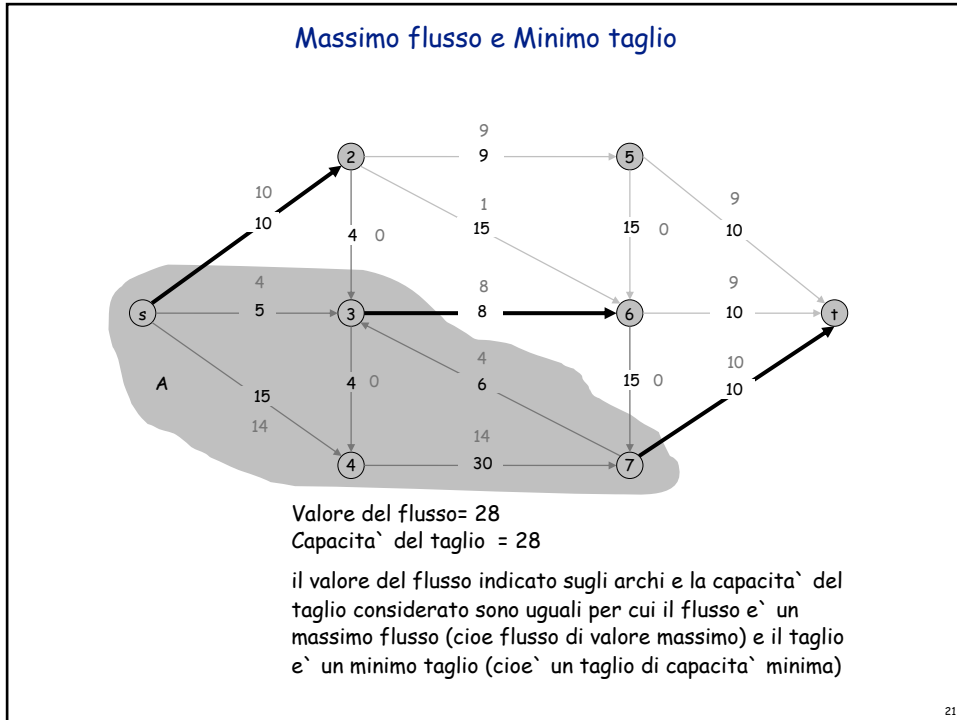 Massimo flusso e Minimo taglio
9
2 9 5
10
10
1
15
4 0
15 0
9
10
4
s 5 3
8
8 6
9
10 t
A
15
14
4 0
4
6
15 0
10
10
14
4 30 7
Valore del flusso= 28
Capacita` del taglio = 28
il valore del flusso indicato sugli archi e la capacita` del
taglio considerato sono uguali per cui il flusso e` un
massimo flusso (cioe flusso di valore massimo) e il taglio
e` un minimo taglio (cioe` un taglio di capacita` minima)
21